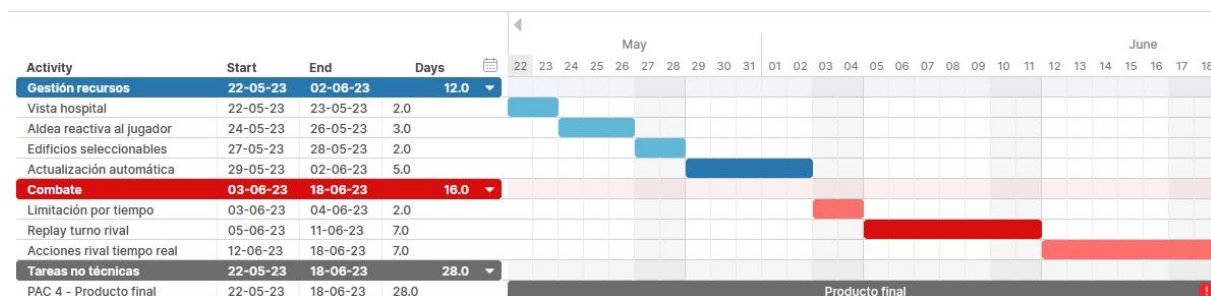 May June
Activity Start End Days 22 23 24 25 26 27 28 29 30 31 01 02 03 04 05 06 07 08 09 10 11 12 13 14 15 16 17 18
Gestión recursos 22-05-23 02-06-23 12.0
Vista hospital 22-05-23 23-05-23 2.0
Aldea reactiva al jugador 24-05-23 26-05-23 3.0
Edificios seleccionables 27-05-23 28-05-23 2.0
Actualización automática 29-05-23 02-06-23 5.0
Combate 03-06-23 18-06-23 16.0
Limitación por tiempo 03-06-23 04-06-23 2.0
Replay turno rival 05-06-23 11-06-23 7.0
Acciones rival tiempo real 12-06-23 18-06-23 7.0
Tareas no técnicas 22-05-23 18-06-23 28.0
PAC 4 - Producto final 22-05-23 18-06-23 28.0 Producto final !